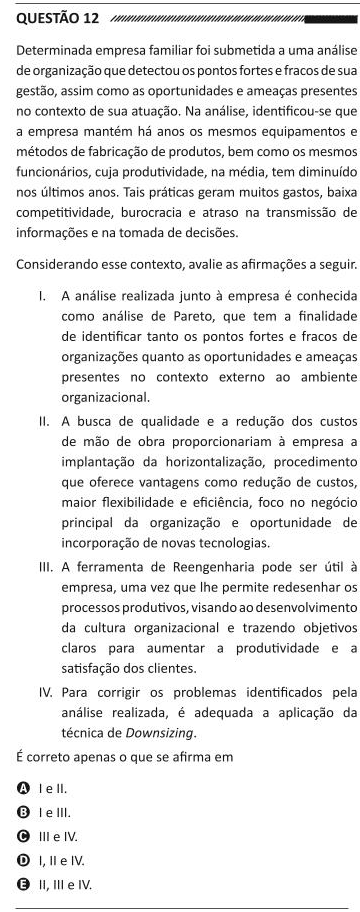 QUESTÃO 12
Determinada empresa familiar foi submetida a uma análise
de organização que detectou os pontos fortes e fracos de sua
gestão, assim como as oportunidades e ameaças presentes
no contexto de sua atuação. Na análise, identificou-se que
a empresa mantém há anos os mesmos equipamentos e
métodos de fabricação de produtos, bem como os mesmos
funcionários, cuja produtividade, na média, tem diminuído
nos últimos anos. Tais práticas geram muitos gastos, baixa
competitividade, burocracia e atraso na transmissão de
informações e na tomada de decisões.
Considerando esse contexto, avalie as afirmações a seguir.
I. A análise realizada junto à empresa é conhecida
como análise de Pareto, que tem a finalidade
de identificar tanto os pontos fortes e fracos de
organizações quanto as oportunidades e ameaças
presentes no contexto externo ao ambiente
organizacional.
II. A busca de qualidade e a redução dos custos
de mão de obra proporcionariam à empresa a
implantação da horizontalização, procedimento
que oferece vantagens como redução de custos,
maior flexibilidade e eficiência, foco no negócio
principal da organização e oportunidade de
incorporação de novas tecnologias.
III. A ferramenta de Reengenharia pode ser útil à
empresa, uma vez que lhe permite redesenhar os
processos produtivos, visando ao desenvolvimento
da cultura organizacional e trazendo objetivos
claros para aumentar a produtividade e a
satisfação dos clientes.
IV. Para corrigir os problemas identificados pela
análise realizada, é adequada a aplicação da
técnica de Downsizing.
É correto apenas o que se afirma em
A I e II.
B I e III.
C III e IV.
D I, II e IV.
E II, III e IV.